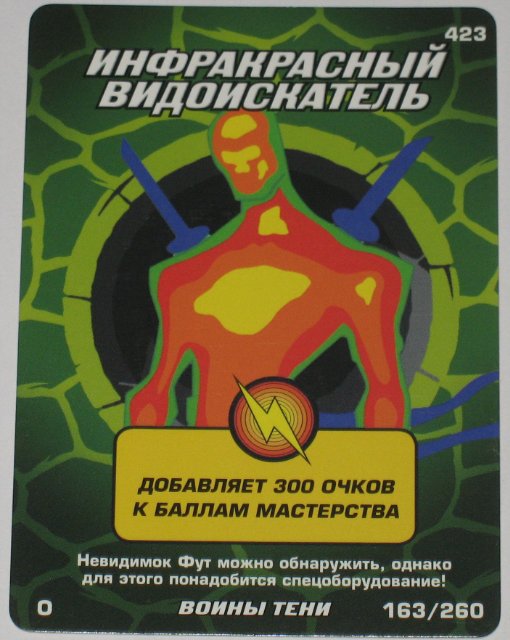 423
ИНФРАКРАСНЫЙ
ВИДОИСКАТЕЛЬ
ДОБАВЛЯЕТ 300 ОЧКОВ
К БАЛЛАМ МАСТЕРСТВА
Невидимок Фут можно обнаружить, однако
для этого понадобится спецоборудование!
0 ВОИНЫ ТЕНИ 163/260